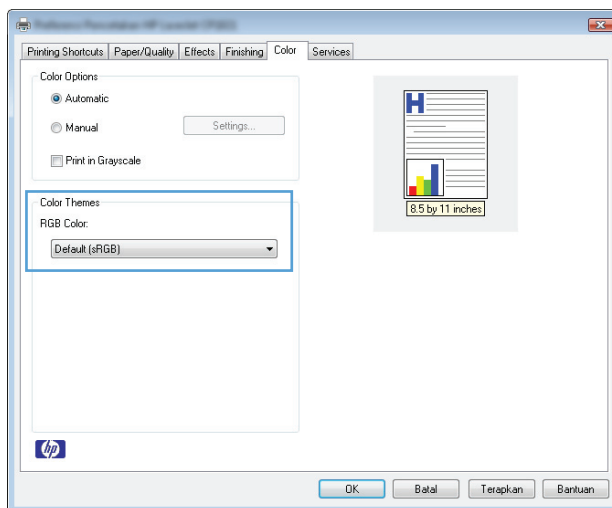 Printing Shortcuts Paper/Quality Effects Finishing Color Services
Color Options
Automatic
Manual Settings...
Print in Grayscale
H
8.5 by 11 inches
Color Themes
RGB Color:
Default (sRGB)
hp
OK Batal Terapkan Bantuan